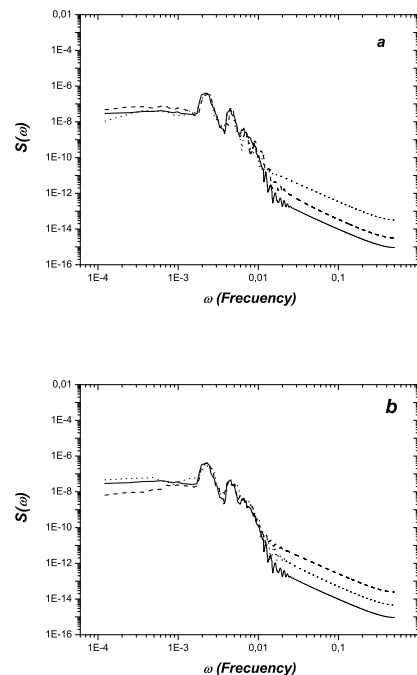 0,01
a
1E-4
1E-6
1E-8
1E-10
1E-12
1E-14
1E-16
S(ω)
1E-4 1E-3 0,01 0,1
ω (Frecuency)
0,01
b
1E-4
1E-6
1E-8
1E-10
1E-12
1E-14
1E-16
S(ω)
1E-4 1E-3 0,01 0,1
ω (Frecuency)